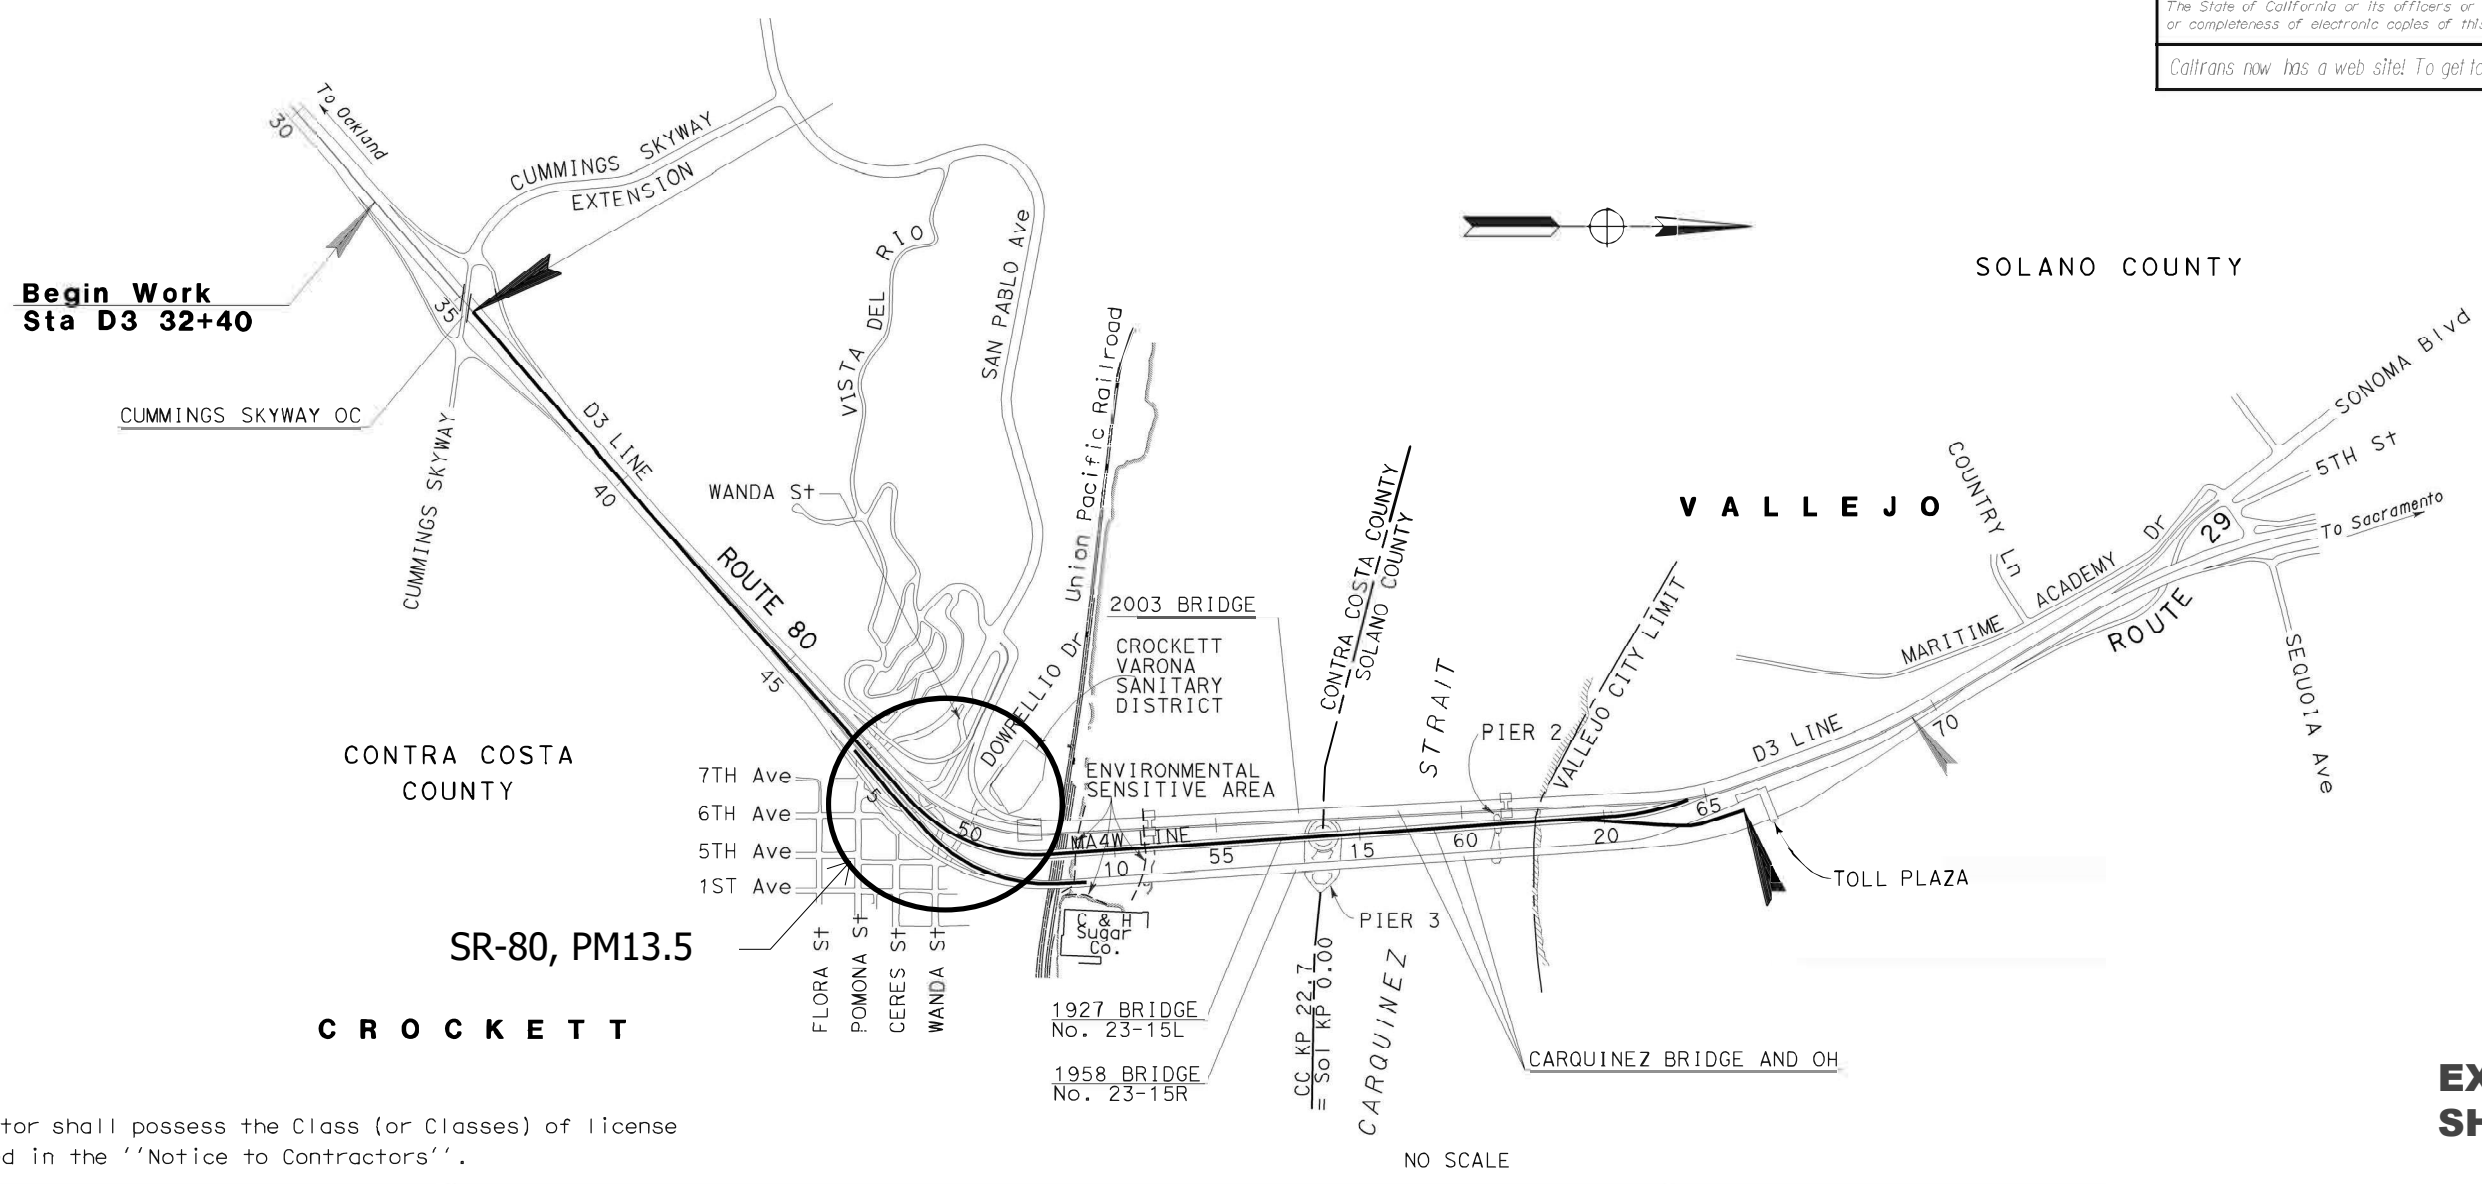 The State of California or its officers or
or completeness of electronic copies of this
Caltrans now has a web site! To get to
To Oakland
30
CUMMINGS SKYWAY
EXTENSION
Begin Work
Sta D3 32+40
35
CUMMINGS SKYWAY OC
CUMMINGS SKYWAY
D3 LINE
40
ROUTE 80
45
VISTA DEL RIO
SAN PABLO Ave
WANDA St
Union Pacific Railroad
SOLANO COUNTY
VALLEJO
SONOMA Blvd
5TH St
To Sacramento
29
COUNTRY Ln
MARITIME ACADEMY Dr
ROUTE
SEQUOIA Ave
2003 BRIDGE
CROCKETT
VARONA
SANITARY
DISTRICT
DOWRELLIO Dr
CONTRA COSTA COUNTY
SOLANO COUNTY
STRAIT
PIER 2
VALLEJO CITY LIMIT
D3 LINE
70
CONTRA COSTA
COUNTY
7TH Ave
6TH Ave
5TH Ave
1ST Ave
5
50
ENVIRONMENTAL
SENSITIVE AREA
MA4W LINE
10
55
15
60
20
65
TOLL PLAZA
PIER 3
C & H
Sugar
Co.
SR-80, PM13.5
FLORA St
POMONA St
CERES St
WANDA St
CROCKETT
1927 BRIDGE
No. 23-15L
1958 BRIDGE
No. 23-15R
CC KP 22.7
= Sol KP 0.00
CARQUINEZ
CARQUINEZ BRIDGE AND OH
EX
SH
tor shall possess the Class (or Classes) of license
d in the ''Notice to Contractors''.
NO SCALE